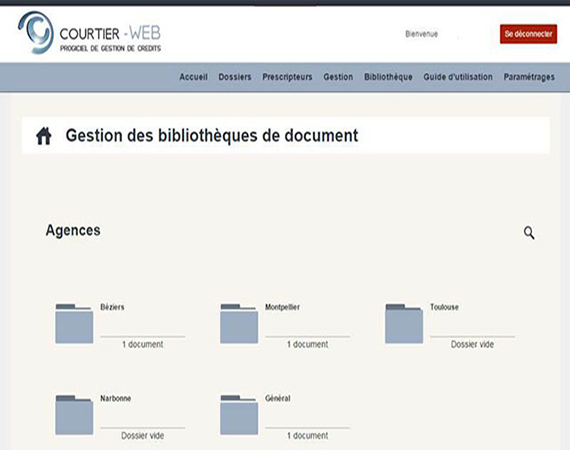 COURTIER-WEB
PROGICIEL DE GESTION DE CREDITS
Bienvenue
Se déconnecter
Accueil Dossiers Prescripteurs Gestion Bibliothèque Guide d'utilisation Paramétrages
Gestion des bibliothèques de document
Agences
Béziers
1 document
Montpellier
1 document
Toulouse
Dossier vide
Narbonne
Dossier vide
Général
1 document